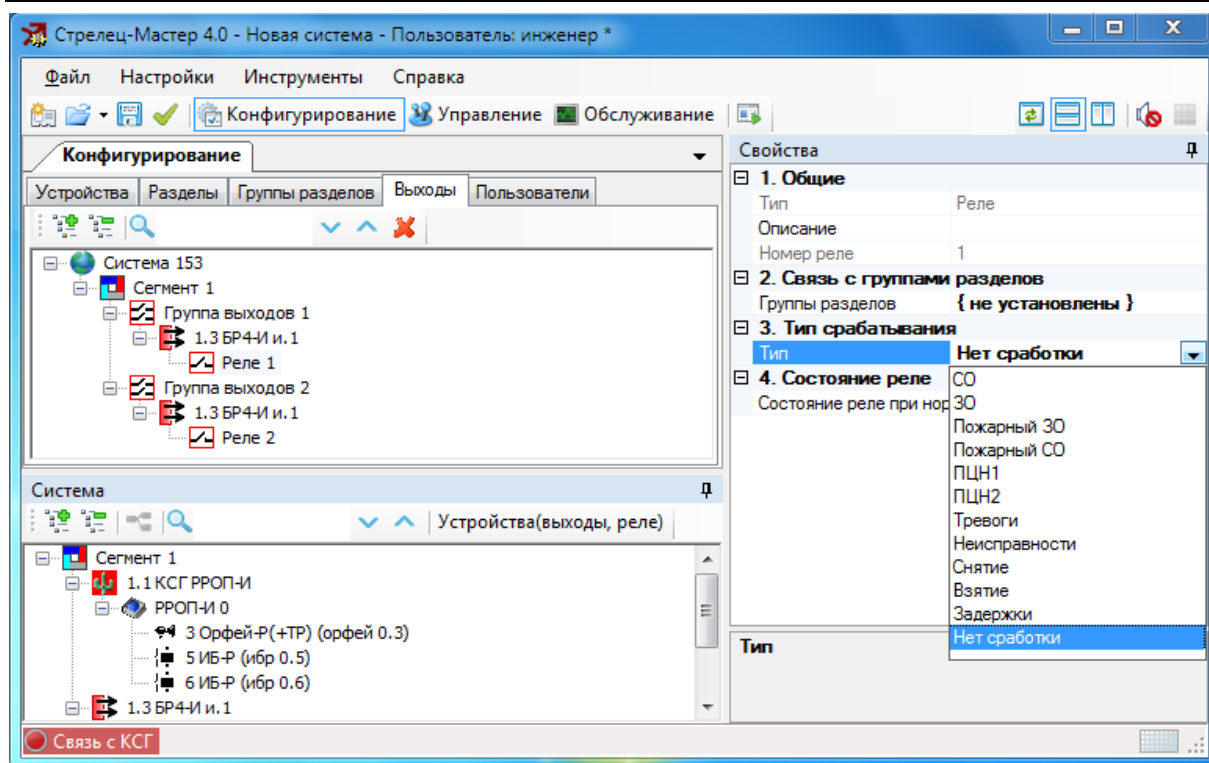 Стрелец-Мастер 4.0 - Новая система - Пользователь: инженер *
Файл Настройки Инструменты Справка
Конфигурирование Управление Обслуживание
Конфигурирование
Устройства Разделы Группы разделов Выходы Пользователи
Система 153
Сегмент 1
Группа выходов 1
1.3 БР4-И и.1
Реле 1
Группа выходов 2
1.3 БР4-И и.1
Реле 2
Система
Устройства(выходы, реле)
Сегмент 1
1.1 КСГ РРОП-И
РРОП-И 0
3 Орфей-Р(+ТР) (орфей 0.3)
5 ИБ-Р (ибр 0.5)
6 ИБ-Р (ибр 0.6)
1.3 БР4-И и.1
Связь с КСГ
Свойства
1. Общие
Тип Реле
Описание
Номер реле 1
2. Связь с группами разделов
Группы разделов { не установлены }
3. Тип срабатывания
Тип Нет сработки
4. Состояние реле
Состояние реле при нор
СО
ЗО
Пожарный ЗО
Пожарный СО
ПЦН1
ПЦН2
Тревоги
Неисправности
Снятие
Взятие
Задержки
Нет сработки
Тип